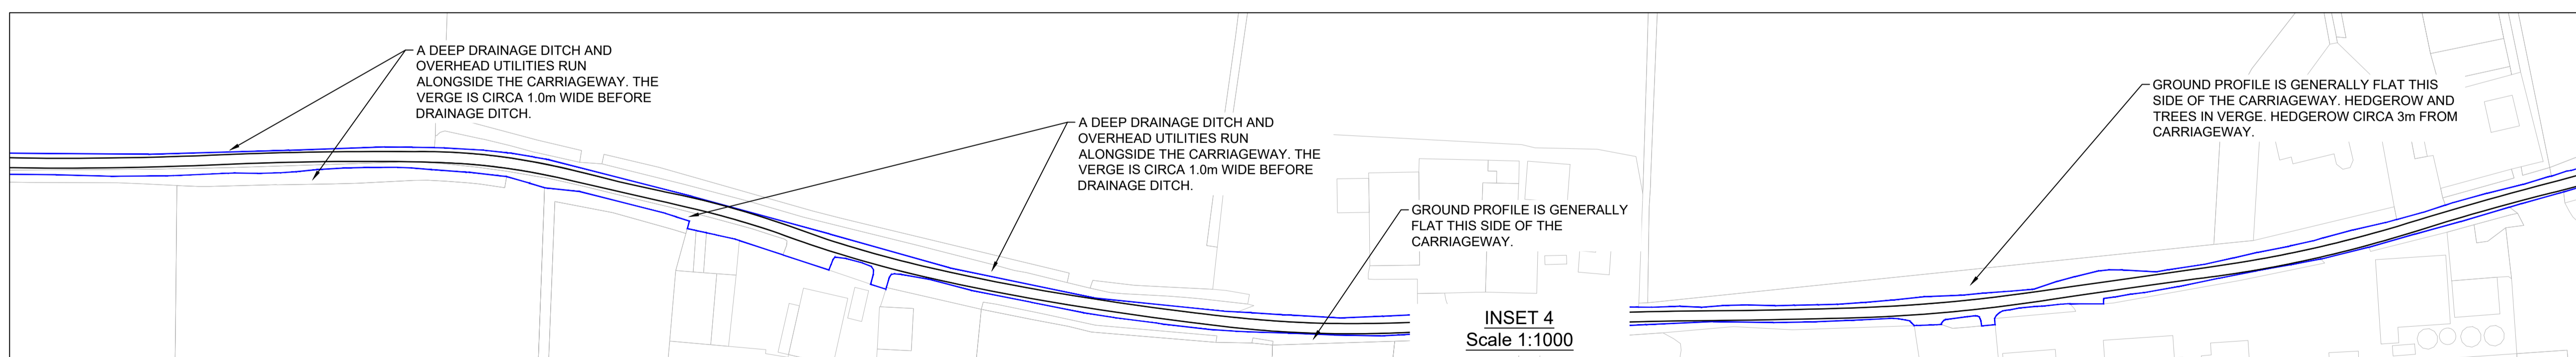 A DEEP DRAINAGE DITCH AND
OVERHEAD UTILITIES RUN
ALONGSIDE THE CARRIAGEWAY. THE
VERGE IS CIRCA 1.0m WIDE BEFORE
DRAINAGE DITCH.
A DEEP DRAINAGE DITCH AND
OVERHEAD UTILITIES RUN
ALONGSIDE THE CARRIAGEWAY. THE
VERGE IS CIRCA 1.0m WIDE BEFORE
DRAINAGE DITCH.
GROUND PROFILE IS GENERALLY
FLAT THIS SIDE OF THE
CARRIAGEWAY.
INSET 4
Scale 1:1000
GROUND PROFILE IS GENERALLY FLAT THIS
SIDE OF THE CARRIAGEWAY. HEDGEROW AND
TREES IN VERGE. HEDGEROW CIRCA 3m FROM
CARRIAGEWAY.